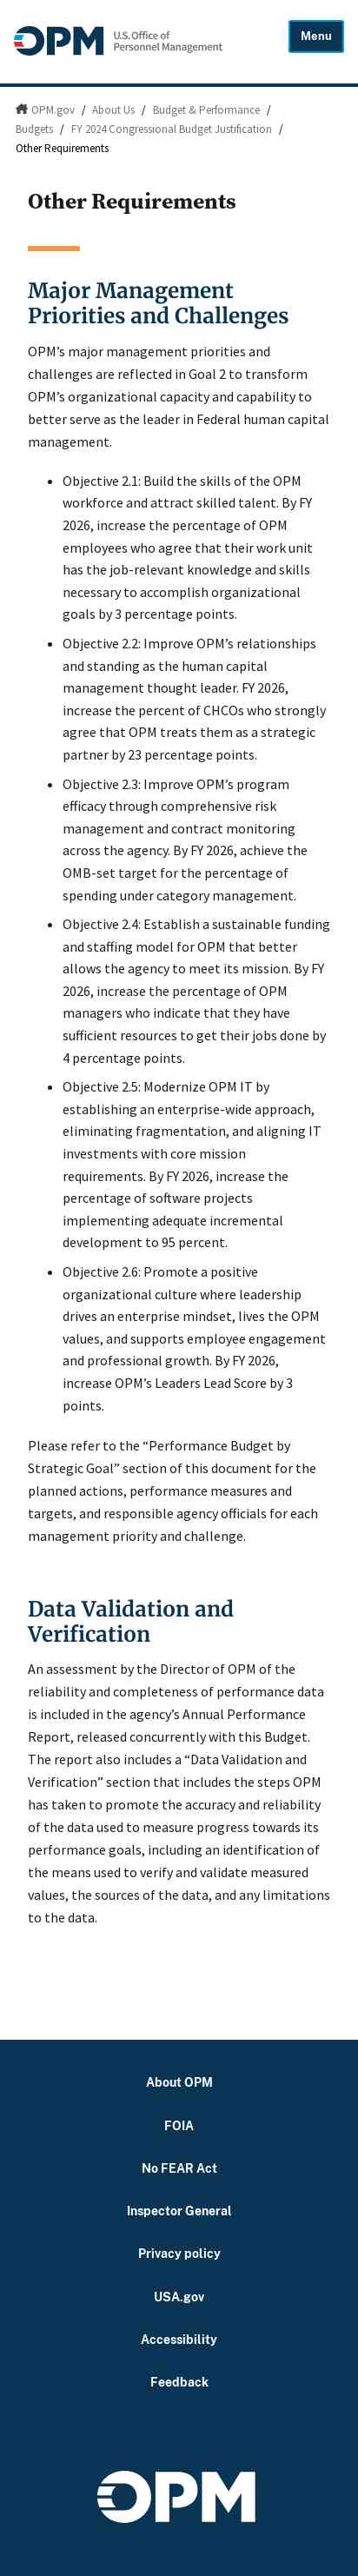 OPM U.S. Office of
Personnel Management
Menu
OPM.gov / About Us / Budget & Performance /
Budgets / FY 2024 Congressional Budget Justification /
Other Requirements
Other Requirements
Major Management
Priorities and Challenges
OPM’s major management priorities and
challenges are reflected in Goal 2 to transform
OPM’s organizational capacity and capability to
better serve as the leader in Federal human capital
management.
• Objective 2.1: Build the skills of the OPM
workforce and attract skilled talent. By FY
2026, increase the percentage of OPM
employees who agree that their work unit
has the job-relevant knowledge and skills
necessary to accomplish organizational
goals by 3 percentage points.
• Objective 2.2: Improve OPM’s relationships
and standing as the human capital
management thought leader. FY 2026,
increase the percent of CHCOs who strongly
agree that OPM treats them as a strategic
partner by 23 percentage points.
• Objective 2.3: Improve OPM’s program
efficacy through comprehensive risk
management and contract monitoring
across the agency. By FY 2026, achieve the
OMB-set target for the percentage of
spending under category management.
• Objective 2.4: Establish a sustainable funding
and staffing model for OPM that better
allows the agency to meet its mission. By FY
2026, increase the percentage of OPM
managers who indicate that they have
sufficient resources to get their jobs done by
4 percentage points.
• Objective 2.5: Modernize OPM IT by
establishing an enterprise-wide approach,
eliminating fragmentation, and aligning IT
investments with core mission
requirements. By FY 2026, increase the
percentage of software projects
implementing adequate incremental
development to 95 percent.
• Objective 2.6: Promote a positive
organizational culture where leadership
drives an enterprise mindset, lives the OPM
values, and supports employee engagement
and professional growth. By FY 2026,
increase OPM’s Leaders Lead Score by 3
points.
Please refer to the “Performance Budget by
Strategic Goal” section of this document for the
planned actions, performance measures and
targets, and responsible agency officials for each
management priority and challenge.
Data Validation and
Verification
An assessment by the Director of OPM of the
reliability and completeness of performance data
is included in the agency’s Annual Performance
Report, released concurrently with this Budget.
The report also includes a “Data Validation and
Verification” section that includes the steps OPM
has taken to promote the accuracy and reliability
of the data used to measure progress towards its
performance goals, including an identification of
the means used to verify and validate measured
values, the sources of the data, and any limitations
to the data.
About OPM
FOIA
No FEAR Act
Inspector General
Privacy policy
USA.gov
Accessibility
Feedback
OPM